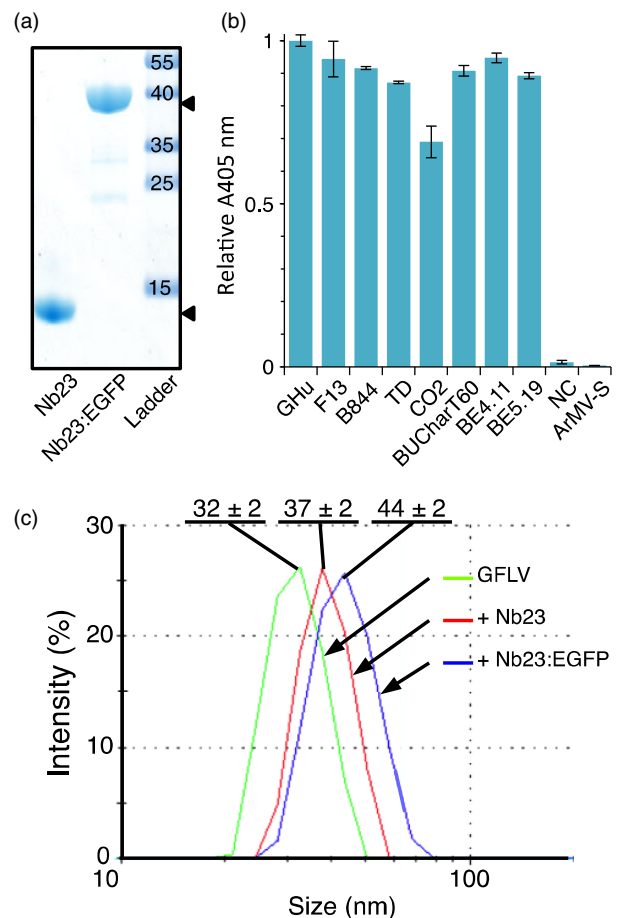 (a)
55
40
35
25
15
Nb23
Nb23:EGFP
Ladder
(b)
Relative A405 nm
1
0.5
0
GHu
F13
B844
TD
CO2
BUCharT60
BE4.11
BE5.19
NC
ArMV-S
(c)
32 ± 2
37 ± 2
44 ± 2
Intensity (%)
30
20
10
0
GFLV
+ Nb23
+ Nb23:EGFP
10
100
Size (nm)